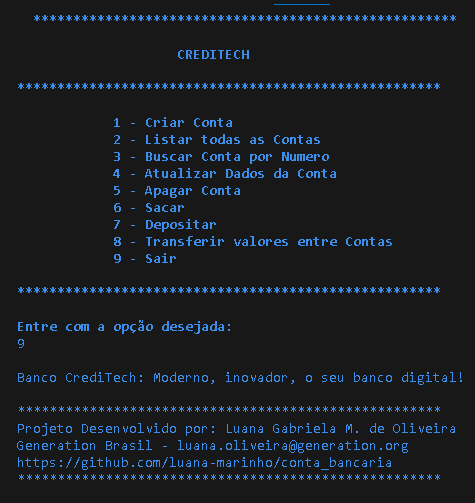 *****************************************************
CREDITECH
*****************************************************
1 - Criar Conta
2 - Listar todas as Contas
3 - Buscar Conta por Numero
4 - Atualizar Dados da Conta
5 - Apagar Conta
6 - Sacar
7 - Depositar
8 - Transferir valores entre Contas
9 - Sair
*****************************************************
Entre com a opção desejada:
9
Banco CrediTech: Moderno, inovador, o seu banco digital!
*****************************************************
Projeto Desenvolvido por: Luana Gabriela M. de Oliveira
Generation Brasil - luana.oliveira@generation.org
https://github.com/luana-marinho/conta_bancaria
*****************************************************